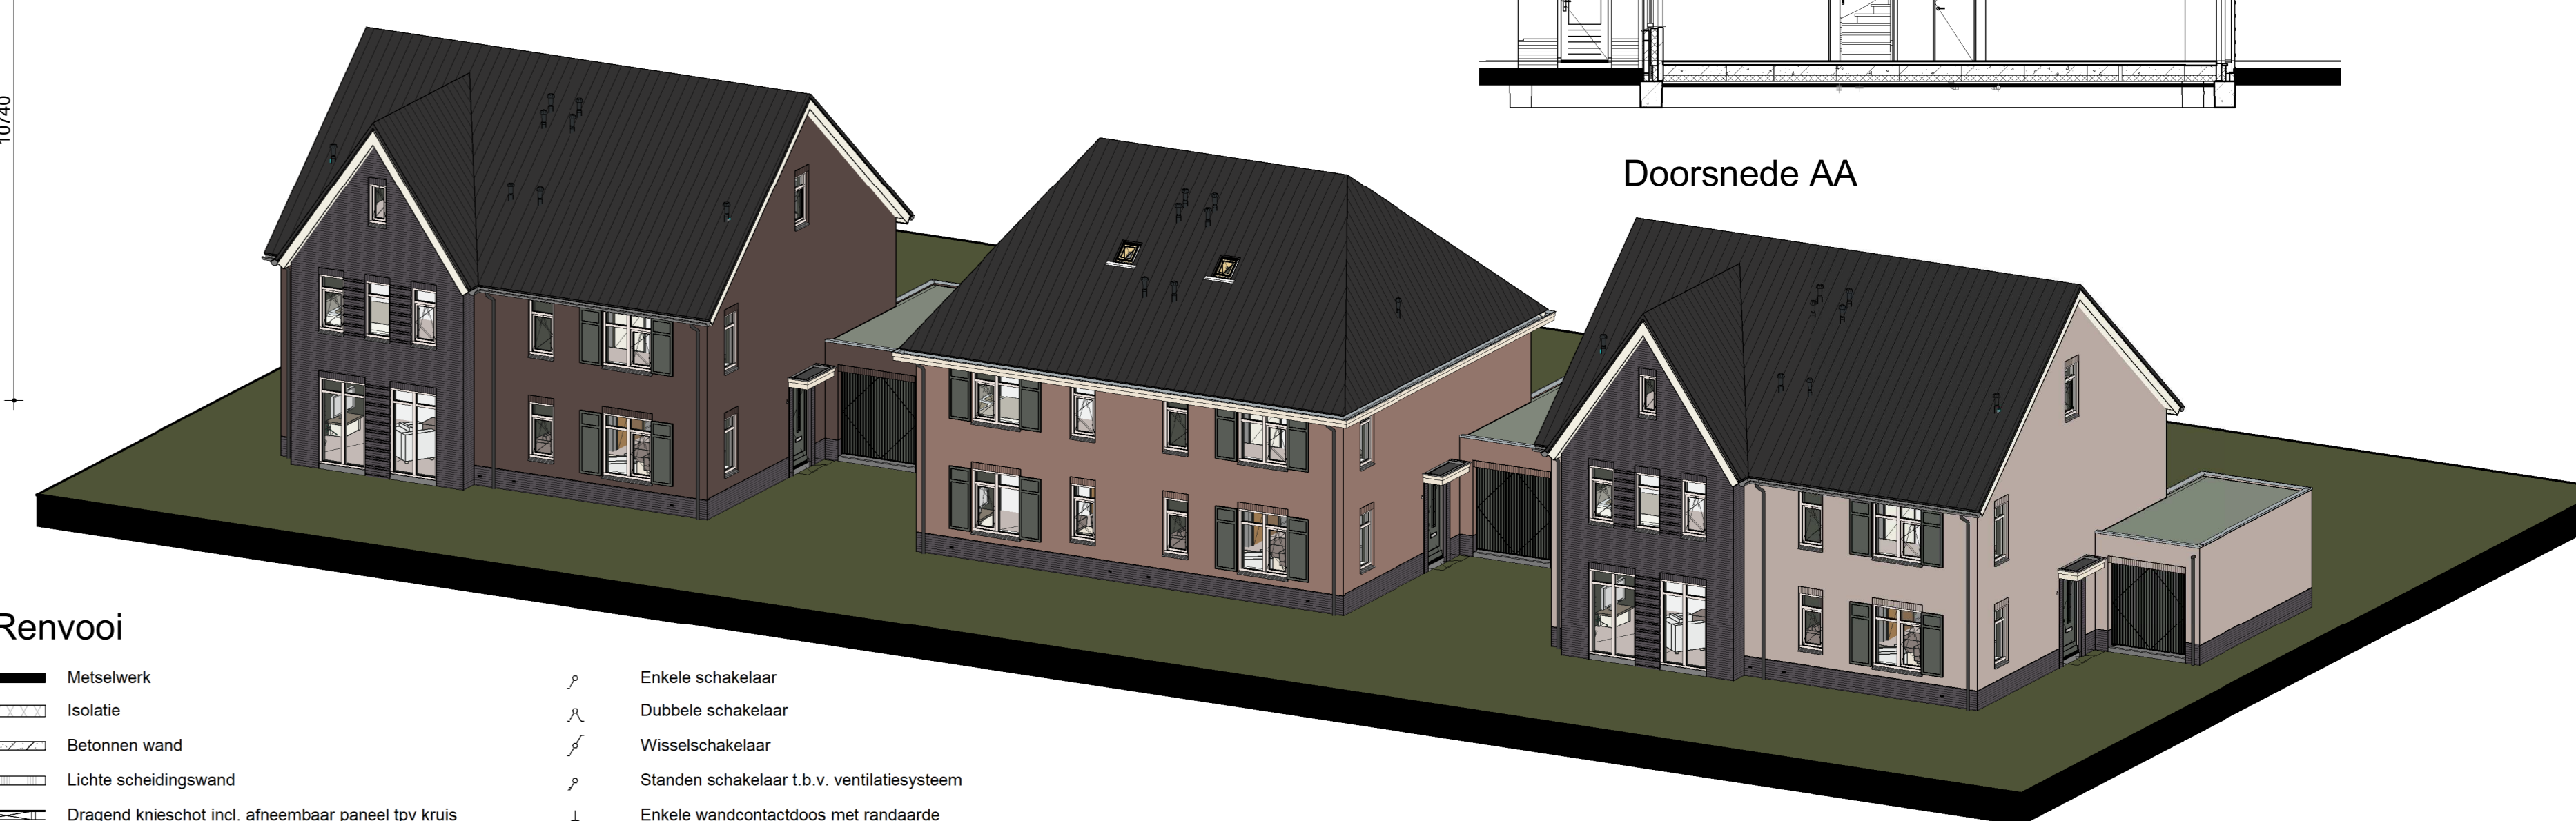 10740
Doorsnede AA
Renvooi
Metselwerk
Isolatie
Betonnen wand
Lichte scheidingswand
Dragend knieschot incl. afneembaar paneel tpv kruis
Enkele schakelaar
Dubbele schakelaar
Wisselschakelaar
Standen schakelaar t.b.v. ventilatiesysteem
Enkele wandcontactdoos met randaarde